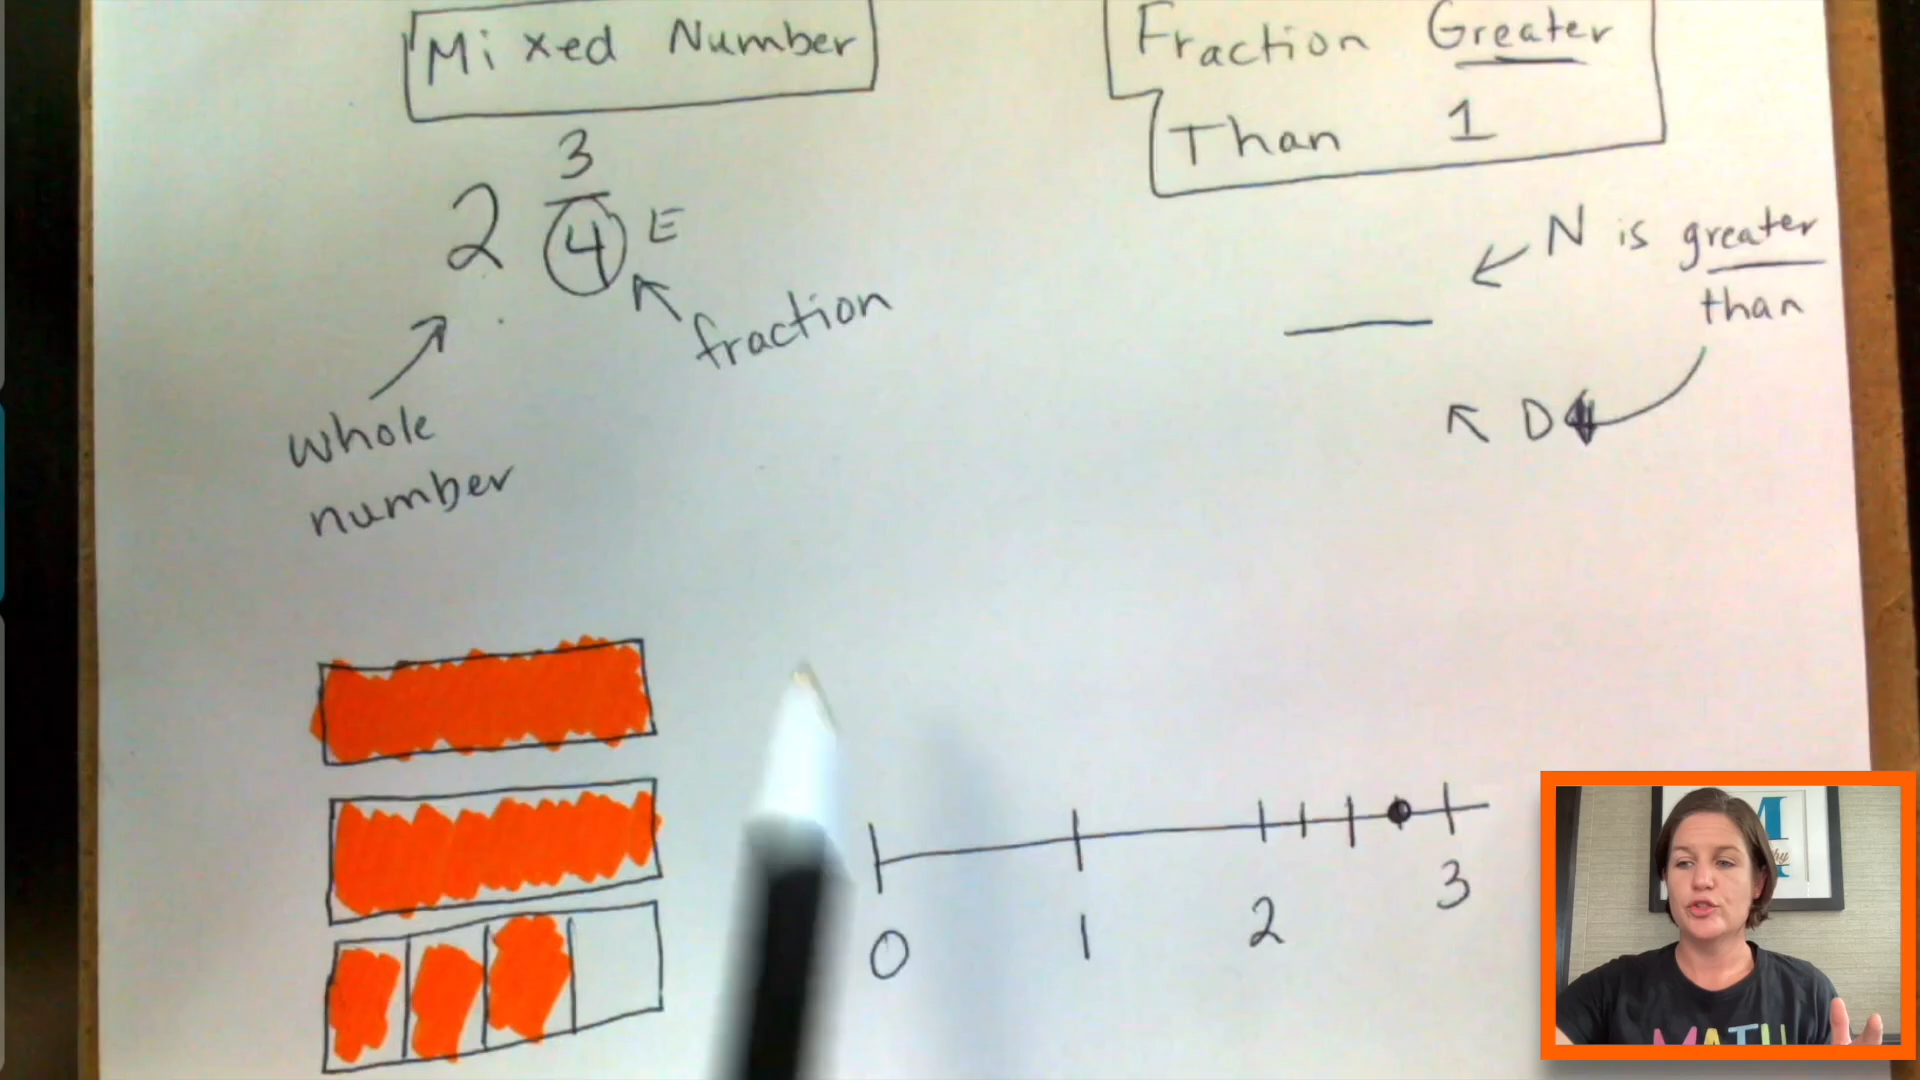 Mixed Number
2 3/4 E
fraction
whole
number
Fraction Greater
Than 1
N is greater
than
D
0 1 2 3
M
MATH